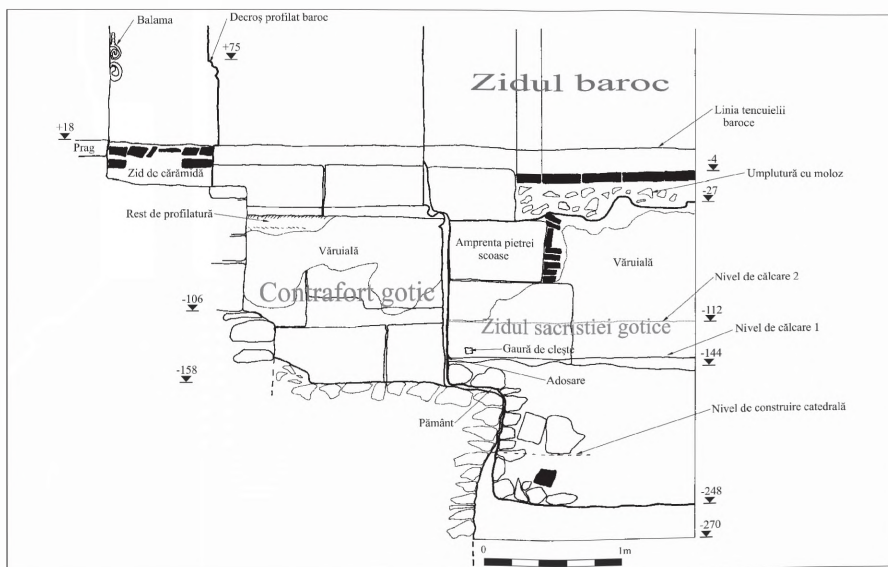 Balama
Decroș profilat baroc
+75
Zidul baroc
Linia tencuielii
baroce
+18
Prag
Zid de cărămidă
-4
Umplutură cu moloz
-27
Rest de profilatură
Amprenta pietrei
scoase
Văruială
Văruială
Contrafort gotic
Nivel de călcare 2
-106
-112
Zidul sacristiei gotice
Nivel de călcare 1
Gaură de clește
-144
-158
Adosare
Pământ
Nivel de construire catedrală
-248
-270
0
1m